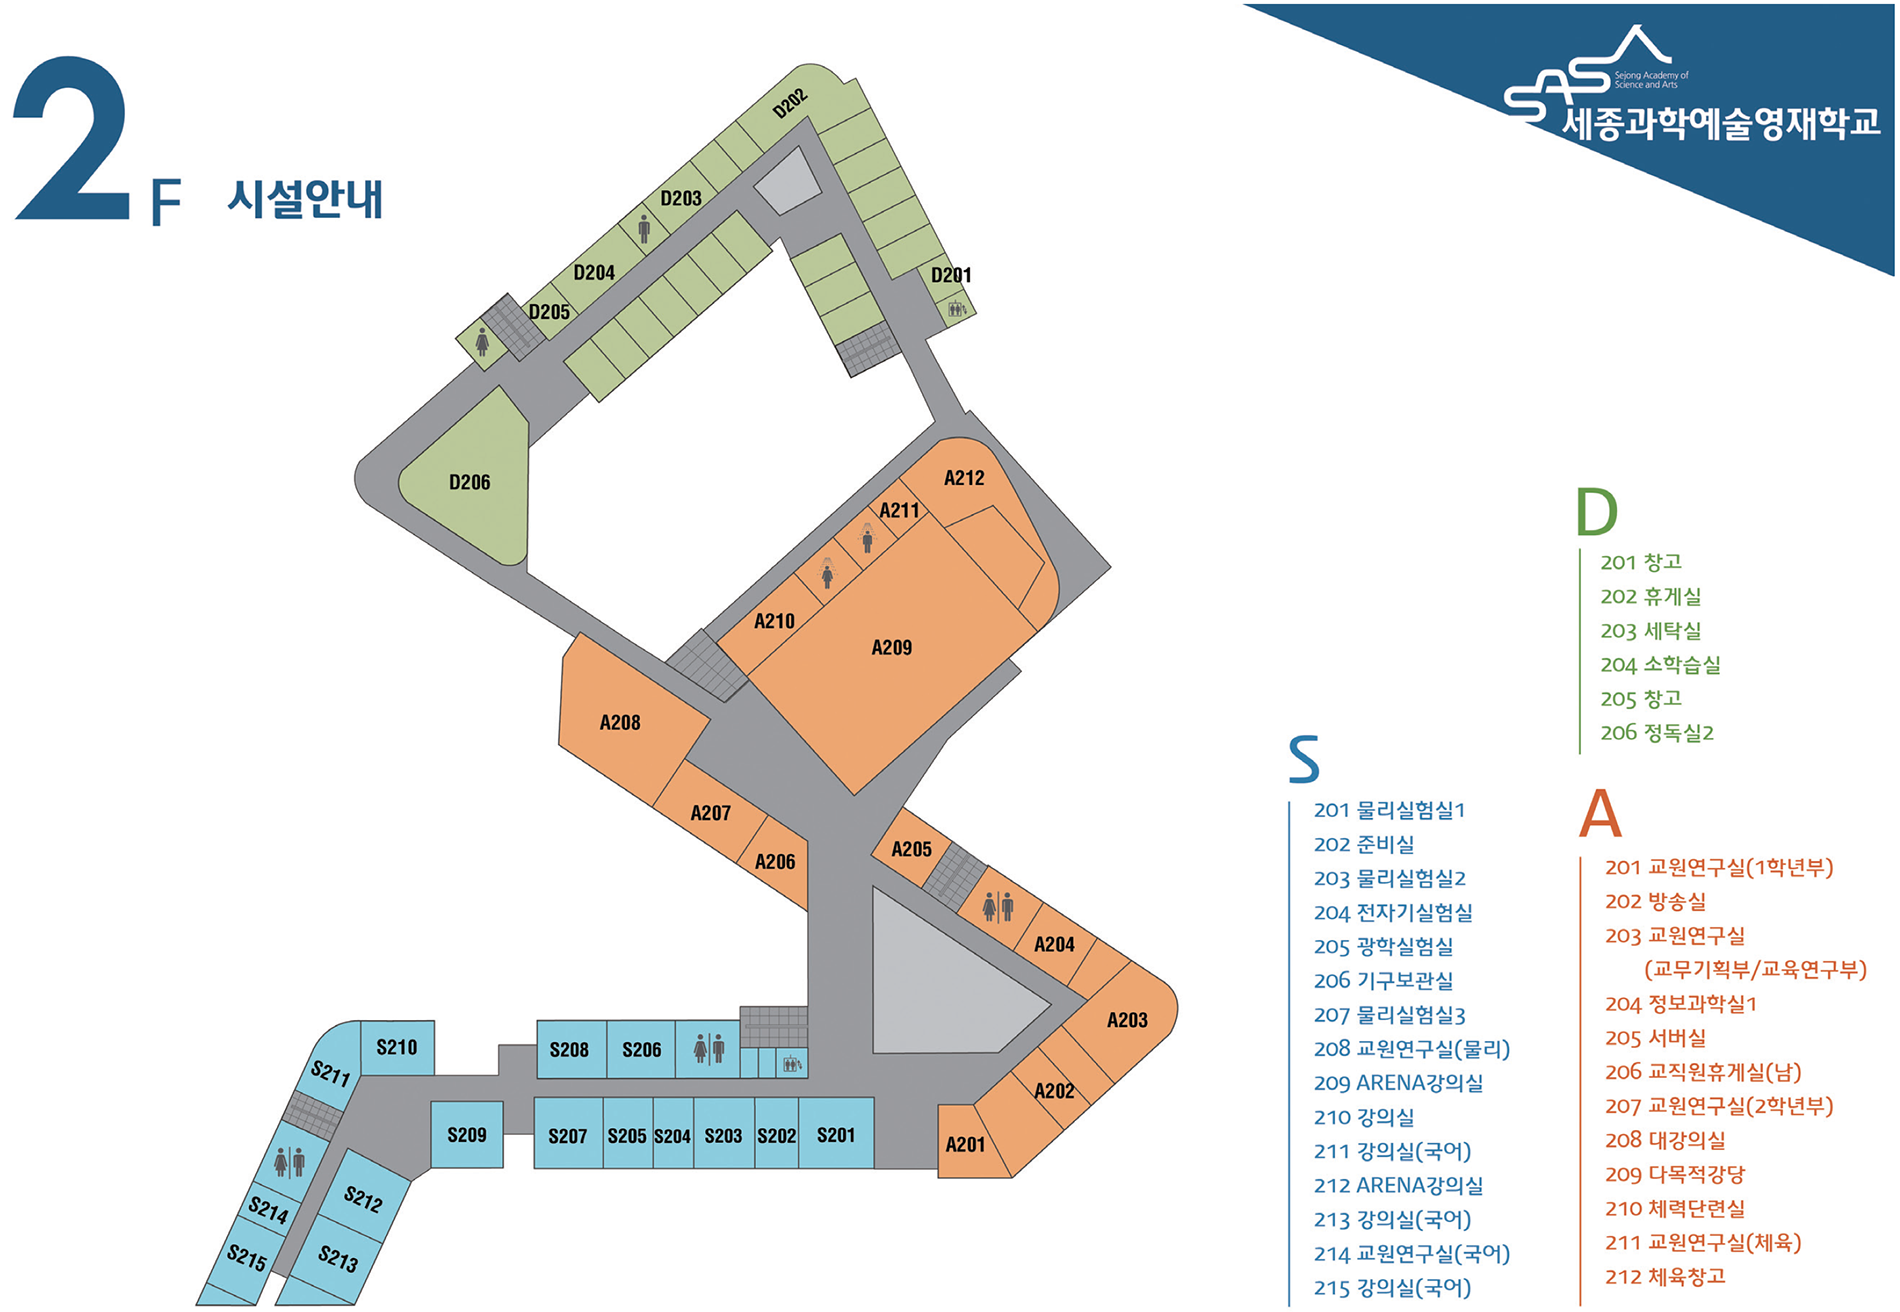 2F 시설안내
SASA
Sejong Academy of
Science and Arts
세종과학예술영재학교
D202
D203
D201
D204
D205
D206
A212
A211
A210
A209
A208
A207
A206
A205
A204
A203
A202
A201
S210
S208
S206
S211
S209
S207
S205
S204
S203
S202
S201
S212
S214
S213
S215
D
201 창고
202 휴게실
203 세탁실
204 소학습실
205 창고
206 정독실2
S
201 물리실험실1
202 준비실
203 물리실험실2
204 전자기실험실
205 광학실험실
206 기구보관실
207 물리실험실3
208 교원연구실(물리)
209 ARENA강의실
210 강의실
211 강의실(국어)
212 ARENA강의실
213 강의실(국어)
214 교원연구실(국어)
215 강의실(국어)
A
201 교원연구실(1학년부)
202 방송실
203 교원연구실
(교무기획부/교육연구부)
204 정보과학실1
205 서버실
206 교직원휴게실(남)
207 교원연구실(2학년부)
208 대강의실
209 다목적강당
210 체력단련실
211 교원연구실(체육)
212 체육창고